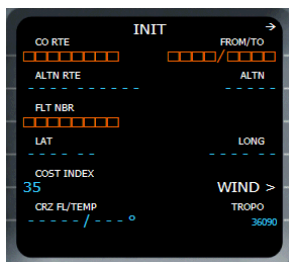 INIT →
CO RTE FROM/TO
/
ALTN RTE ALTN
---- ------ ----
FLT NBR
LAT LONG
---- -- ---- --
COST INDEX
35 WIND >
CRZ FL/TEMP TROPO
-----/---° 36090